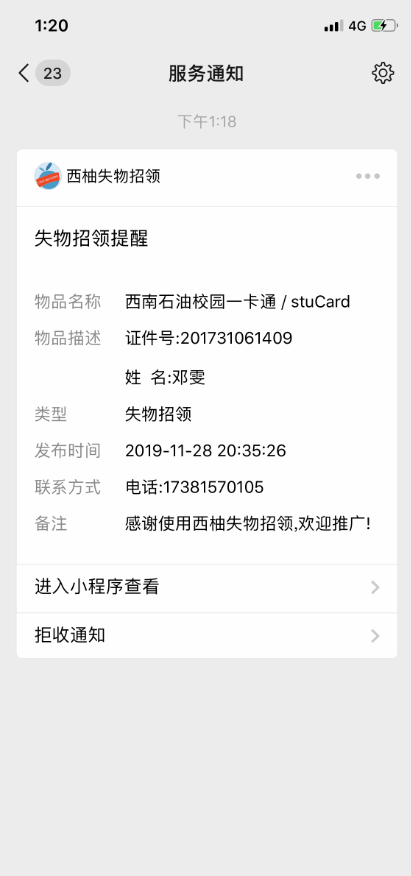 1:20
4G
23
服务通知
下午1:18
西柚失物招领
失物招领提醒
物品名称 西南石油校园一卡通 / stuCard
物品描述 证件号:201731061409
姓 名:邓雯
类型 失物招领
发布时间 2019-11-28 20:35:26
联系方式 电话:17381570105
备注 感谢使用西柚失物招领,欢迎推广!
进入小程序查看
拒收通知